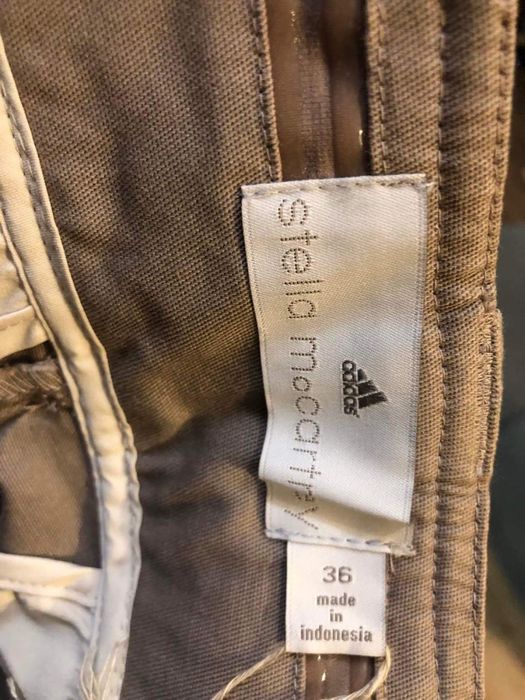 stella mccartney
adidas
36
made
in
indonesia